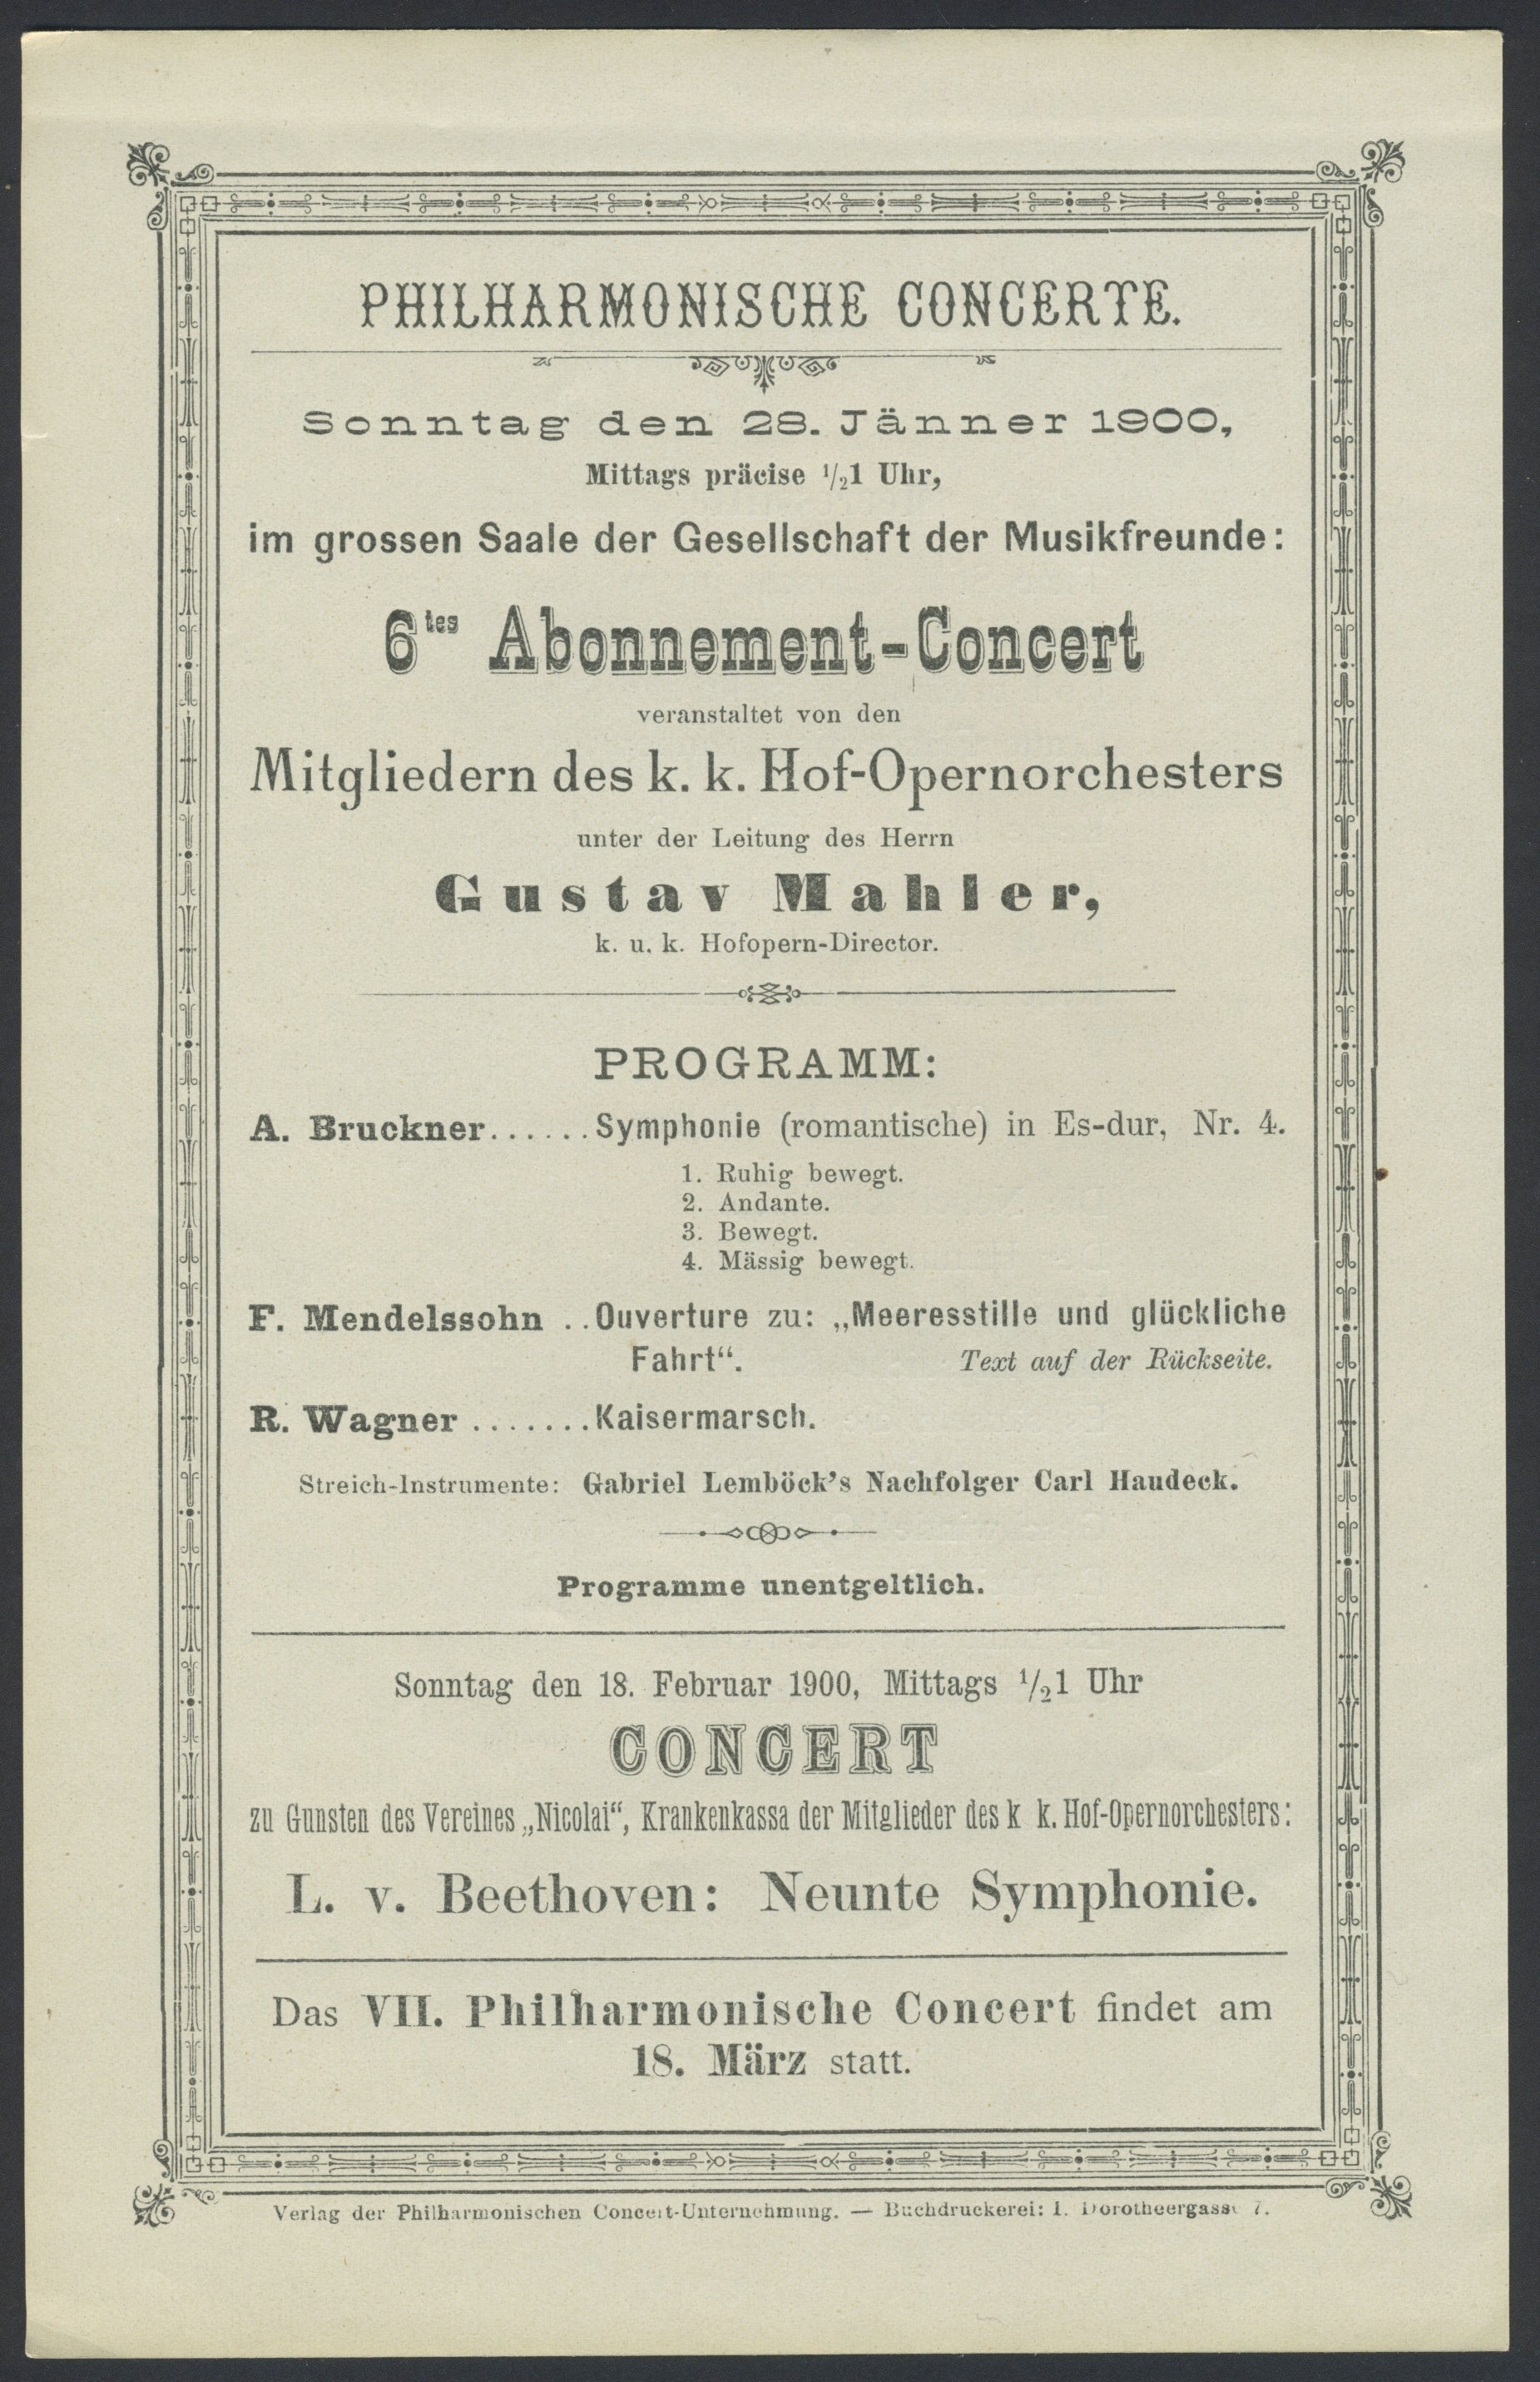 PHILHARMONISCHE CONCERTE.
Sonntag den 28. Jänner 1900,
Mittags präcise 1/2 1 Uhr,
im grossen Saale der Gesellschaft der Musikfreunde:
6tes Abonnement-Concert
veranstaltet von den
Mitgliedern des k. k. Hof-Opernorchesters
unter der Leitung des Herrn
Gustav Mahler,
k. u. k. Hofopern-Director.
PROGRAMM:
A. Bruckner......Symphonie (romantische) in Es-dur, Nr. 4.
1. Ruhig bewegt.
2. Andante.
3. Bewegt.
4. Mässig bewegt.
F. Mendelssohn ..Ouverture zu: „Meeresstille und glückliche
Fahrt“. Text auf der Rückseite.
R. Wagner .......Kaisermarsch.
Streich-Instrumente: Gabriel Lemböck's Nachfolger Carl Haudeck.
Programme unentgeltlich.
Sonntag den 18. Februar 1900, Mittags 1/2 1 Uhr
CONCERT
zu Gunsten des Vereines „Nicolai“, Krankenkassa der Mitglieder des k k. Hof-Opernorchesters:
L. v. Beethoven: Neunte Symphonie.
Das VII. Philharmonische Concert findet am
18. März statt.
Verlag der Philharmonischen Concert-Unternehmung. — Buchdruckerei: I. Dorotheergasse 7.